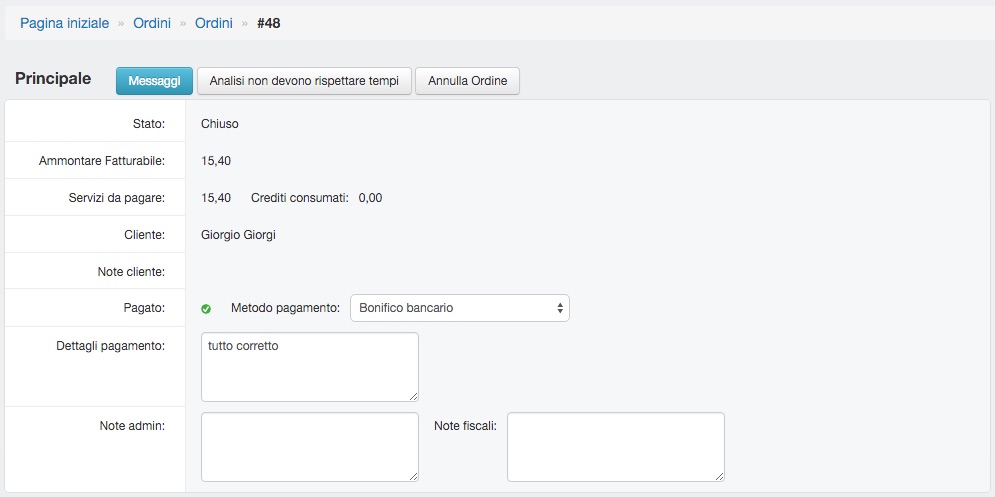 Pagina iniziale » Ordini » Ordini » #48
Principale Messaggi Analisi non devono rispettare tempi Annulla Ordine
Stato: Chiuso
Ammontare Fatturabile: 15,40
Servizi da pagare: 15,40 Crediti consumati: 0,00
Cliente: Giorgio Giorgi
Note cliente:
Pagato: Metodo pagamento: Bonifico bancario
Dettagli pagamento: tutto corretto
Note admin: Note fiscali: